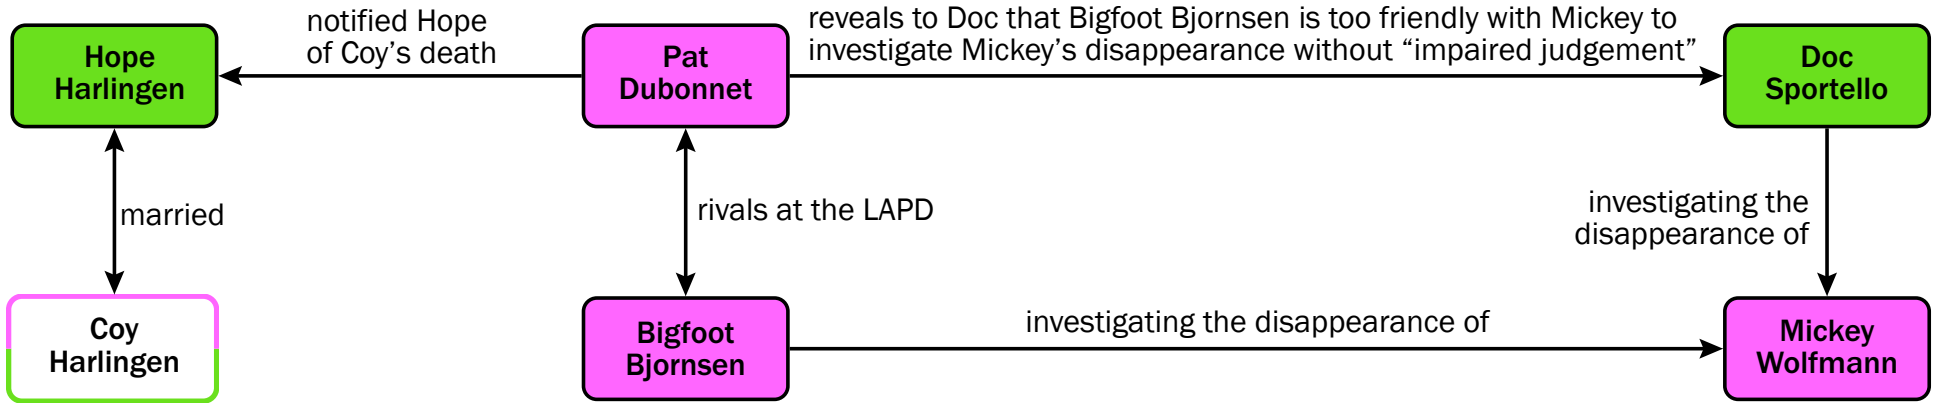 notified Hope
of Coy’s death
reveals to Doc that Bigfoot Bjornsen is too friendly with Mickey to
investigate Mickey’s disappearance without “impaired judgement”
Hope
Harlingen
Pat
Dubonnet
Doc
Sportello
married
rivals at the LAPD
investigating the
disappearance of
Coy
Harlingen
Bigfoot
Bjornsen
investigating the disappearance of
Mickey
Wolfmann